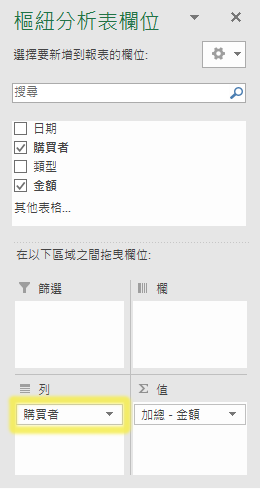 樞紐分析表欄位
選擇要新增到報表的欄位:
搜尋
日期
購買者
類型
金額
其他表格...
在以下區域之間拖曳欄位:
篩選
欄
列
值
購買者
加總 - 金額